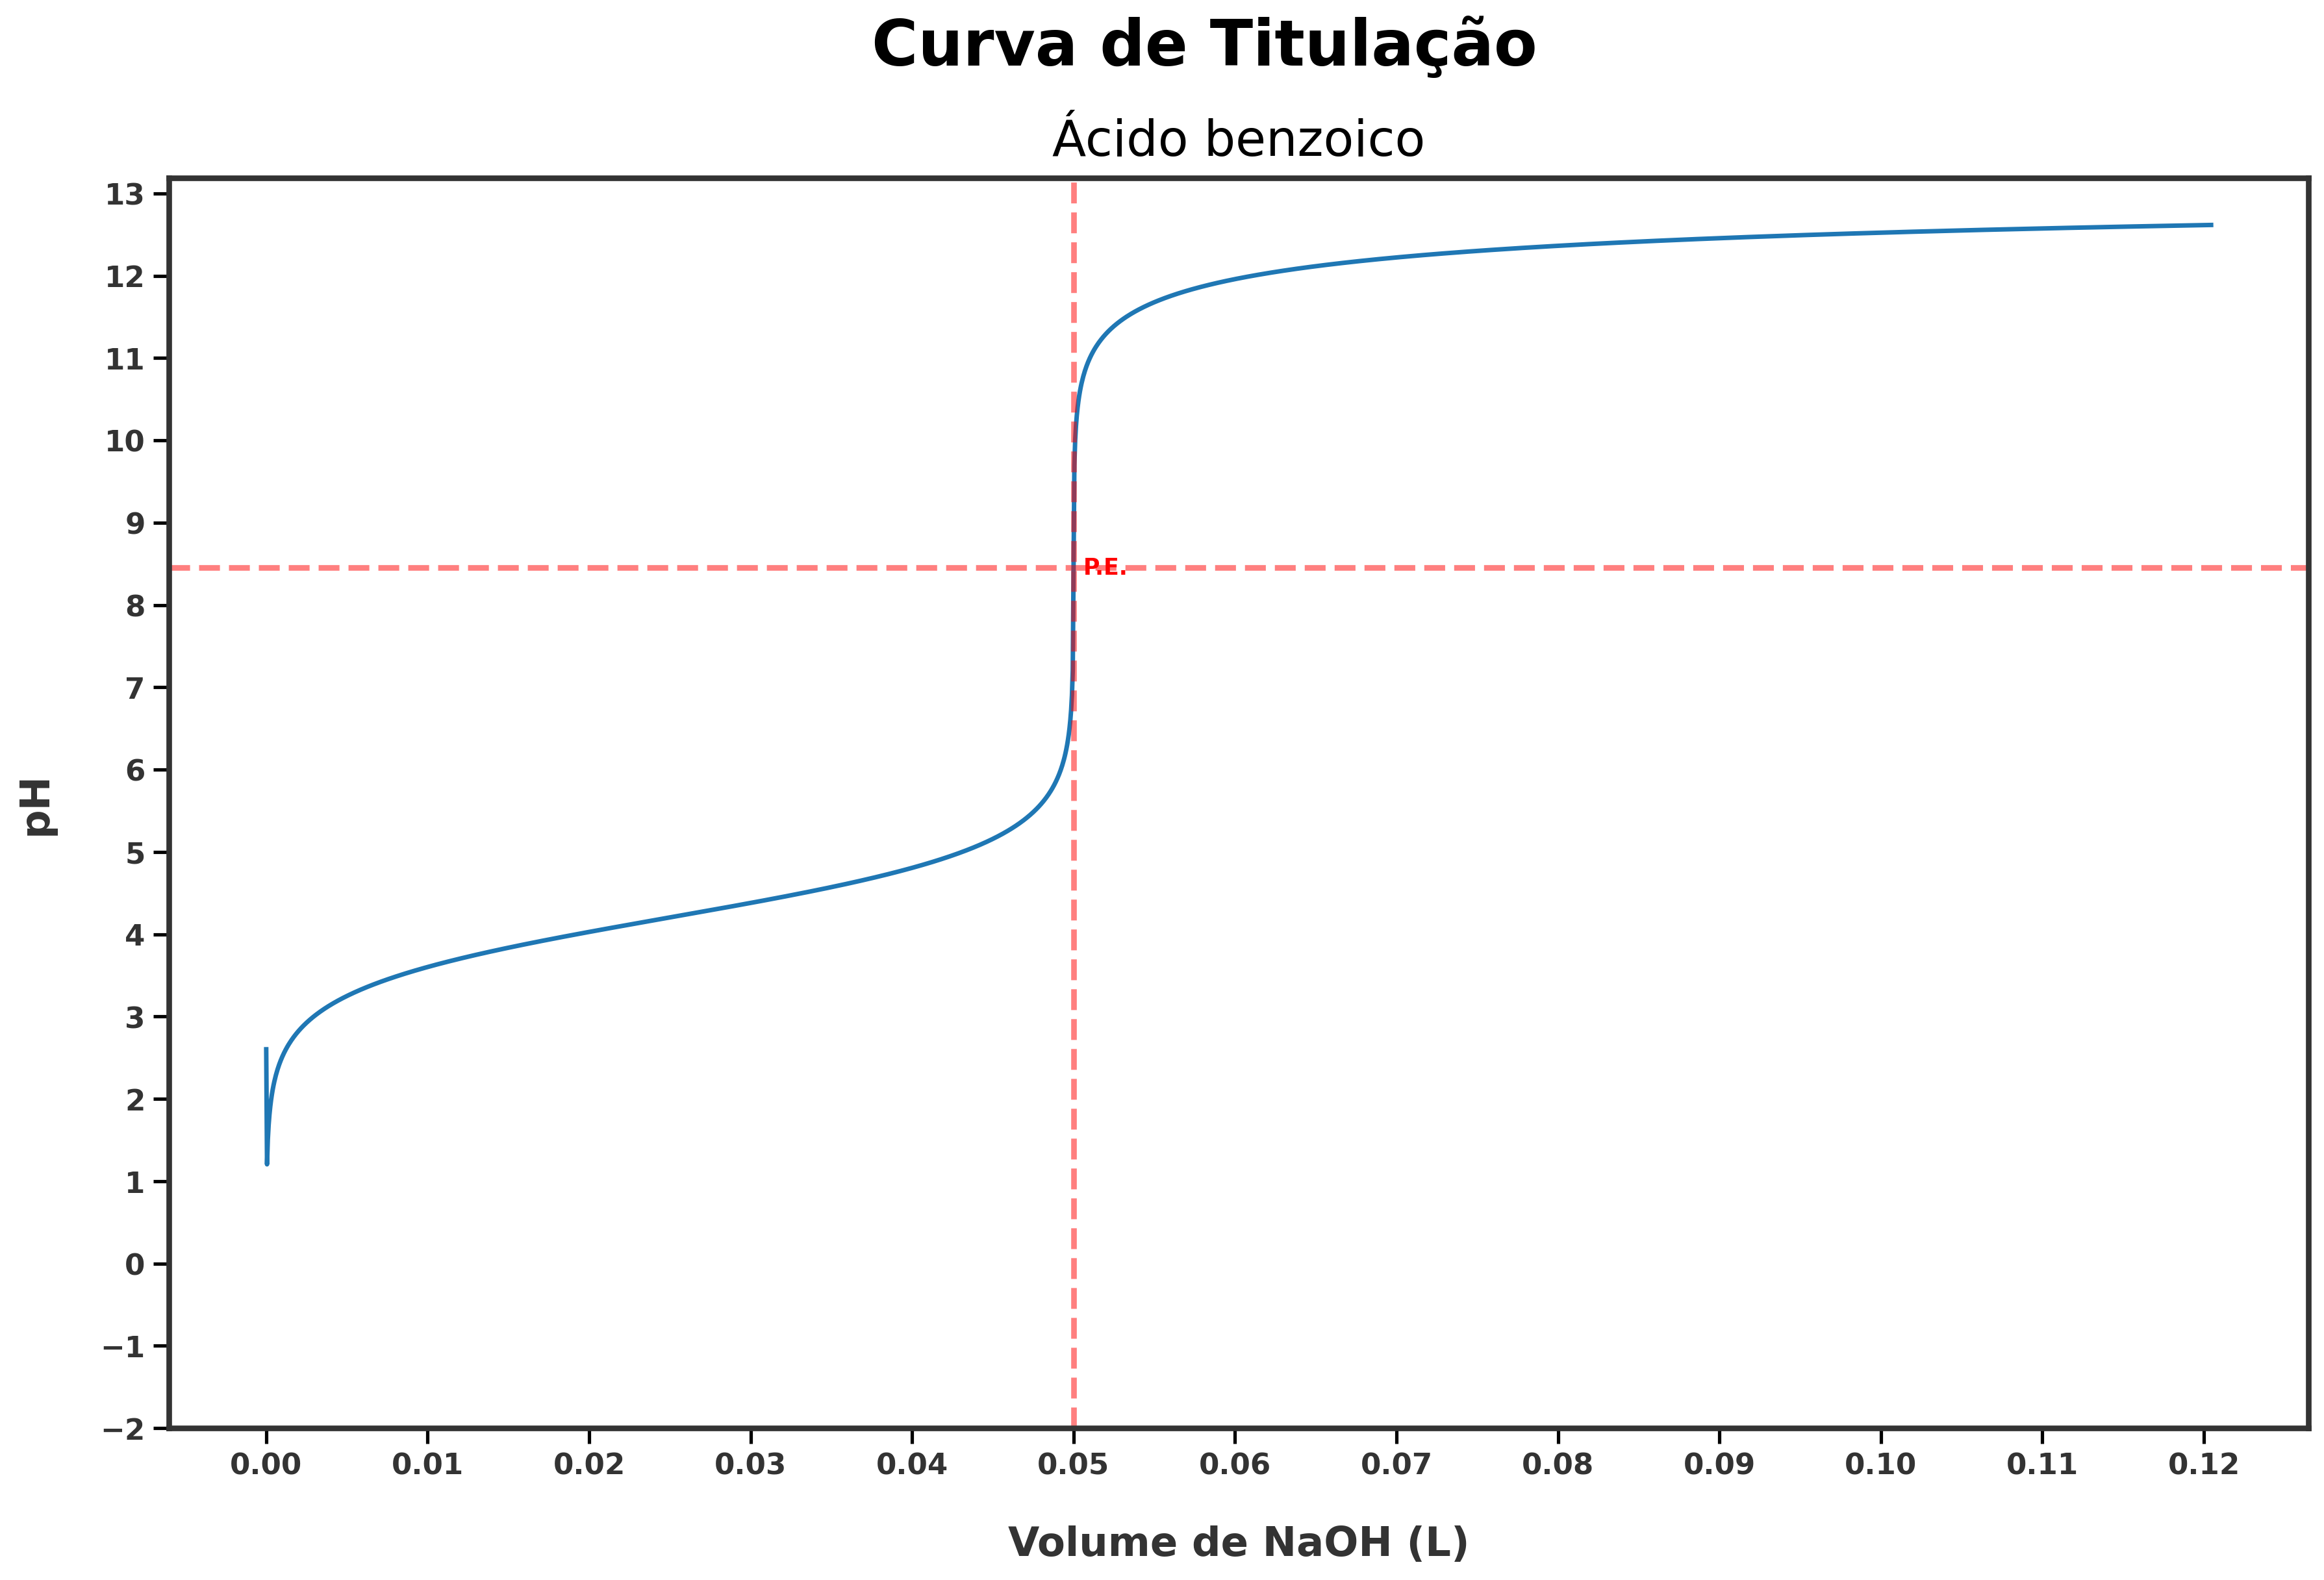 Curva de Titulação
Ácido benzoico
13
12
11
10
9
8
7
6
5
4
3
2
1
0
−1
−2
pH
P.E.
0.00 0.01 0.02 0.03 0.04 0.05 0.06 0.07 0.08 0.09 0.10 0.11 0.12
Volume de NaOH (L)